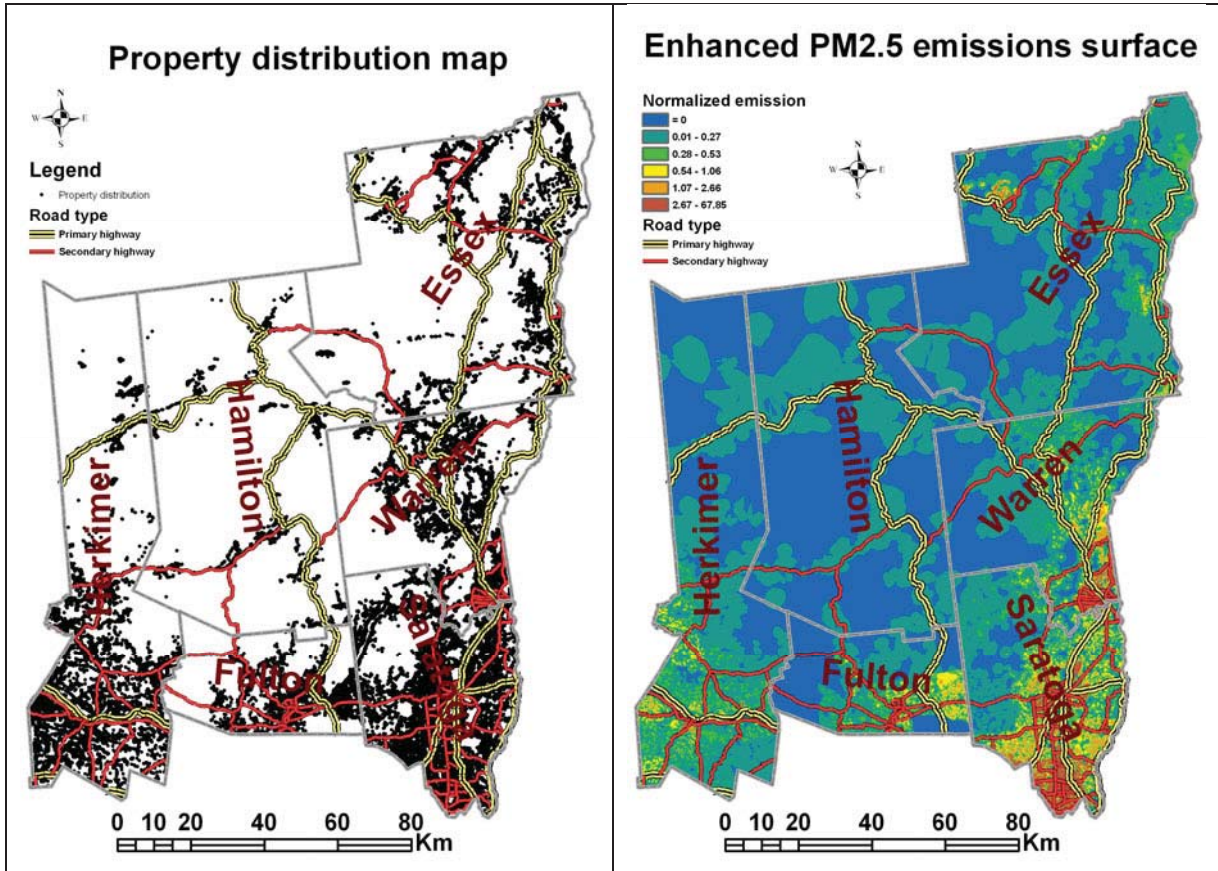 Property distribution map
N
W E
S
Legend
Property distribution
Road type
Primary highway
Secondary highway
Essex
Hamilton
Warren
Herkimer
Saratoga
Fulton
0 10 20 40 60 80
Km
Enhanced PM2.5 emissions surface
Normalized emission
= 0
0.01 - 0.27
0.28 - 0.53
0.54 - 1.06
1.07 - 2.66
2.67 - 67.85
Road type
Primary highway
Secondary highway
N
W E
S
Essex
Hamilton
Warren
Herkimer
Saratoga
Fulton
0 10 20 40 60 80
Km